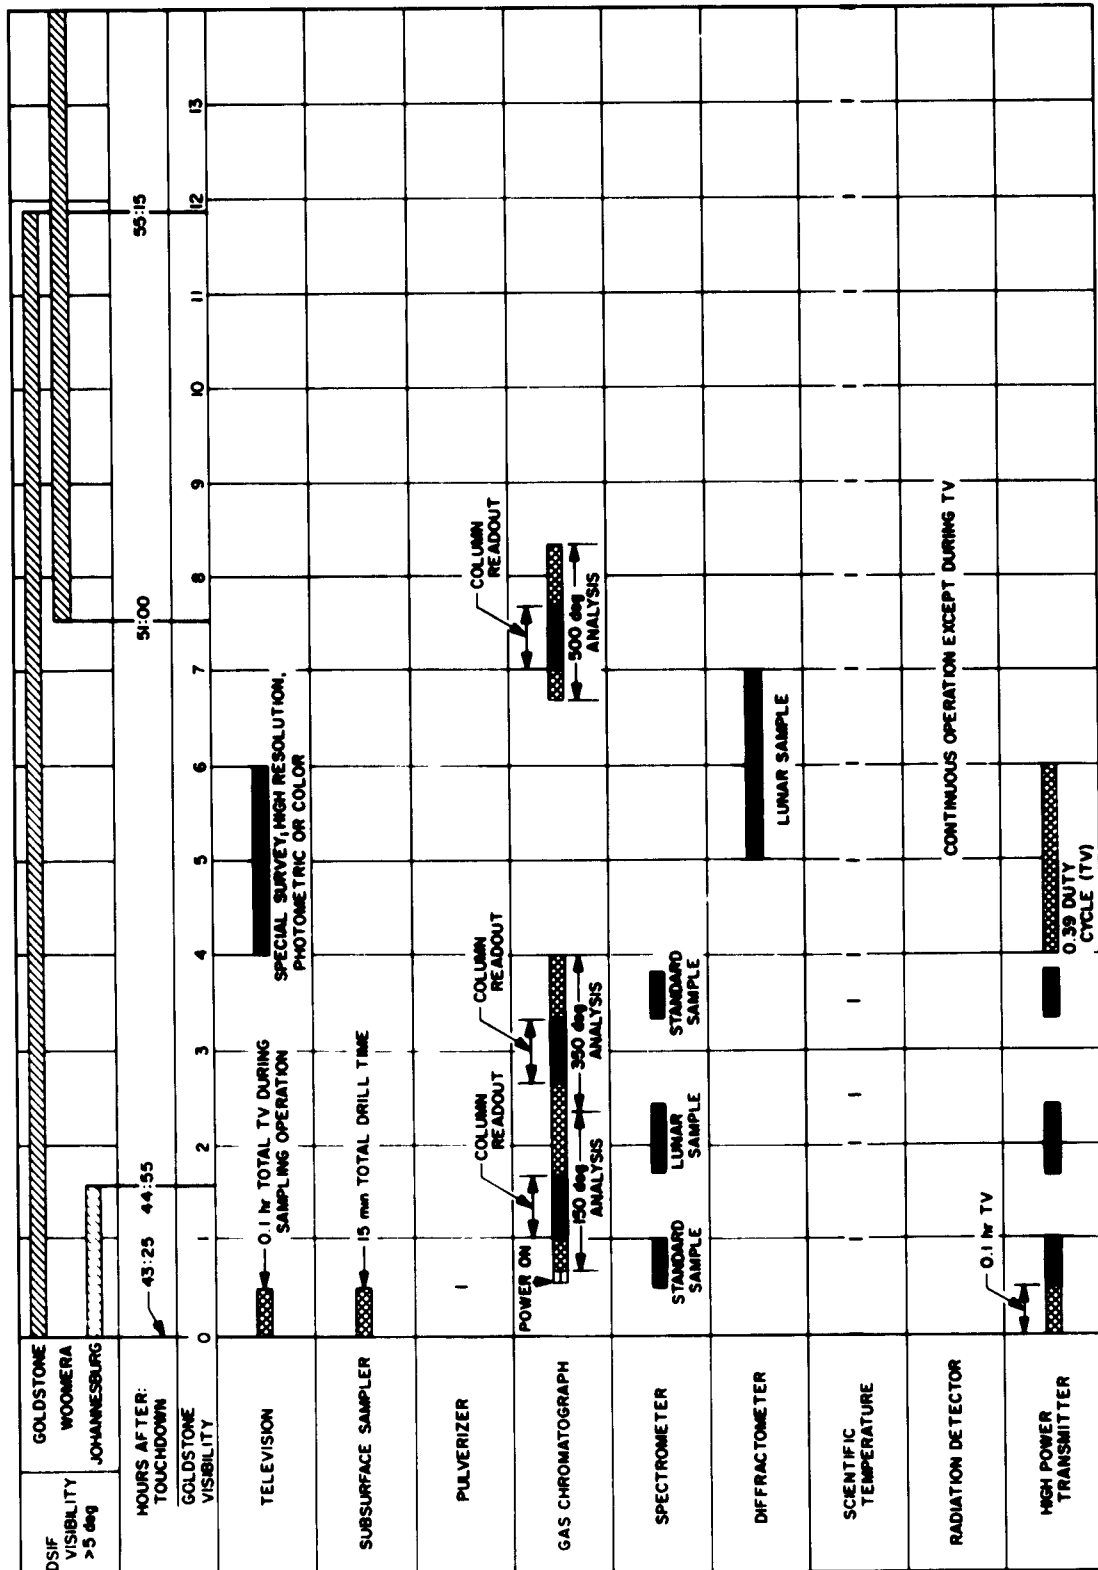 DSIF
VISIBILITY
>5 deg
GOLDSTONE
WOOMERA
JOHANNESBURG
HOURS AFTER:
TOUCHDOWN
43:25
44:55
51:00
55:15
GOLDSTONE
VISIBILITY
0
1
2
3
4
5
6
7
8
9
10
11
12
13
TELEVISION
0.1 hr TOTAL TV DURING
SAMPLING OPERATION
SPECIAL SURVEY, HIGH RESOLUTION,
PHOTOMETRIC OR COLOR
SUBSURFACE SAMPLER
15 min TOTAL DRILL TIME
PULVERIZER
GAS CHROMATOGRAPH
POWER ON
COLUMN
READOUT
150 deg
ANALYSIS
COLUMN
READOUT
350 deg
ANALYSIS
COLUMN
READOUT
500 deg
ANALYSIS
SPECTROMETER
STANDARD
SAMPLE
LUNAR
SAMPLE
STANDARD
SAMPLE
DIFFRACTOMETER
LUNAR SAMPLE
SCIENTIFIC
TEMPERATURE
RADIATION DETECTOR
CONTINUOUS OPERATION EXCEPT DURING TV
HIGH POWER
TRANSMITTER
0.1 hr TV
0.39 DUTY
CYCLE (TV)